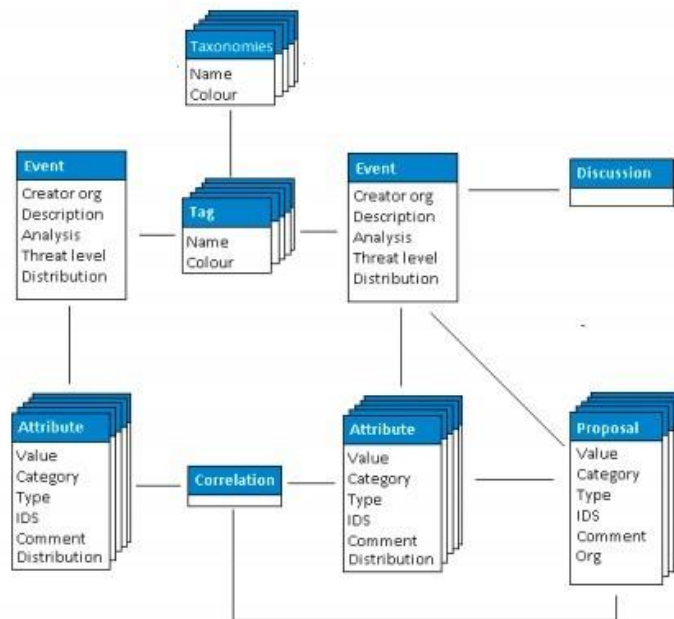 Taxonomies
Name
Colour
Event
Creator org
Description
Analysis
Threat level
Distribution
Tag
Name
Colour
Event
Creator org
Description
Analysis
Threat level
Distribution
Discussion
Attribute
Value
Category
Type
IDS
Comment
Distribution
Correlation
Attribute
Value
Category
Type
IDS
Comment
Distribution
Proposal
Value
Category
Type
IDS
Comment
Org